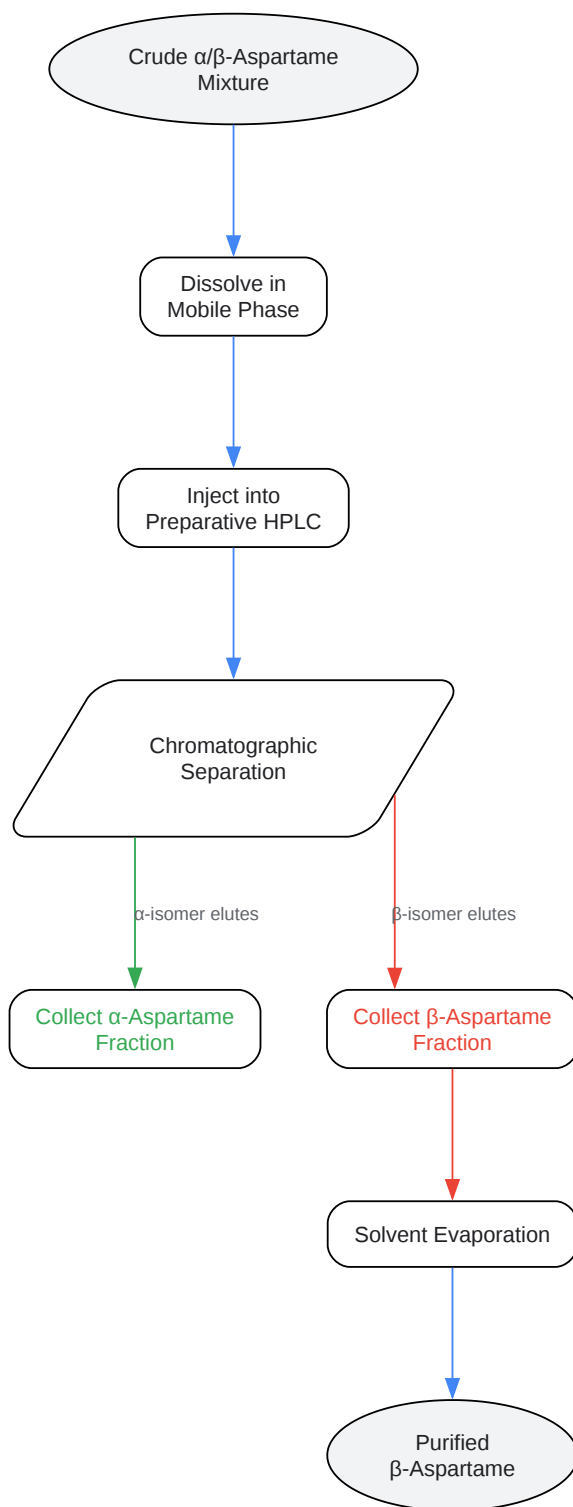 Crude α/β-Aspartame
Mixture
Dissolve in
Mobile Phase
Inject into
Preparative HPLC
Chromatographic
Separation
α-isomer elutes
β-isomer elutes
Collect α-Aspartame
Fraction
Collect β-Aspartame
Fraction
Solvent Evaporation
Purified
β-Aspartame